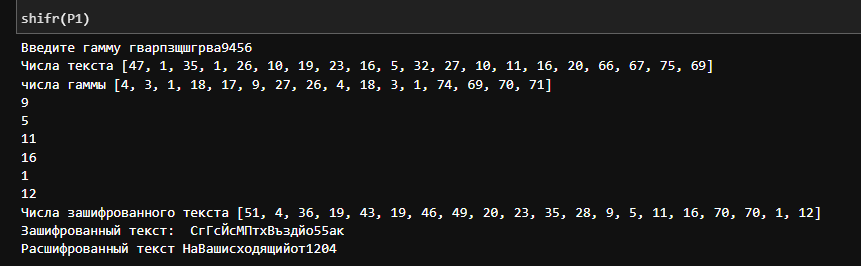 shifr(P1)
Введите гамму гварпзщшгрва9456
Числа текста [47, 1, 35, 1, 26, 10, 19, 23, 16, 5, 32, 27, 10, 11, 16, 20, 66, 67, 75, 69]
числа гаммы [4, 3, 1, 18, 17, 9, 27, 26, 4, 18, 3, 1, 74, 69, 70, 71]
9
5
11
16
1
12
Числа зашифрованного текста [51, 4, 36, 19, 43, 19, 46, 49, 20, 23, 35, 28, 9, 5, 11, 16, 70, 70, 1, 12]
Зашифрованный текст:  СгГсЙсМПтхВъздйо55ак
Расшифрованный текст НаВашисходящийот1204